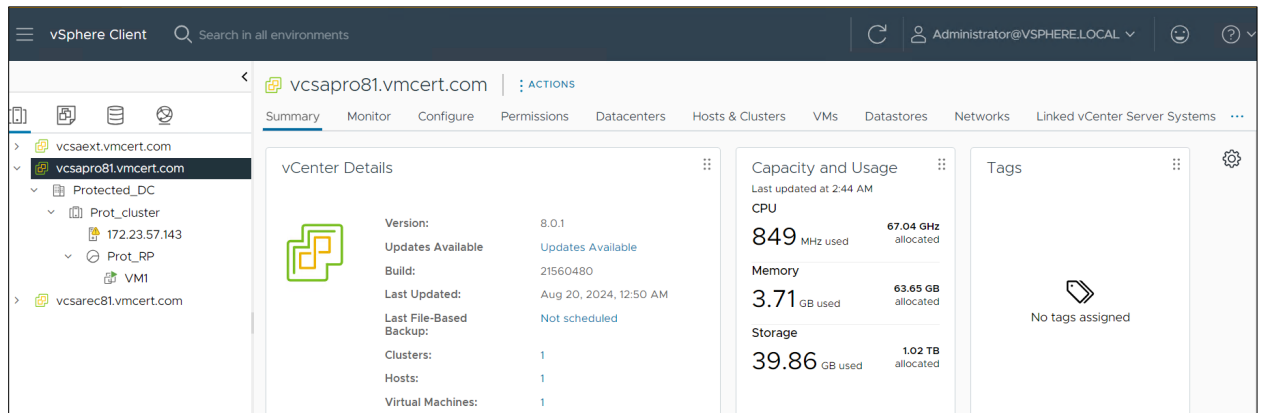 vSphere Client
Search in all environments
Administrator@VSPHERE.LOCAL
vcsaext.vmcert.com
vcsapro81.vmcert.com
Protected_DC
Prot_cluster
172.23.57.143
Prot_RP
VM1
vcsarec81.vmcert.com
vcsapro81.vmcert.com
ACTIONS
Summary Monitor Configure Permissions Datacenters Hosts & Clusters VMs Datastores Networks Linked vCenter Server Systems ...
vCenter Details
Version: 8.0.1
Updates Available Updates Available
Build: 21560480
Last Updated: Aug 20, 2024, 12:50 AM
Last File-Based Not scheduled
Backup:
Clusters: 1
Hosts: 1
Virtual Machines: 1
Capacity and Usage
Last updated at 2:44 AM
CPU
849 MHz used 67.04 GHz
allocated
Memory
3.71 GB used 63.65 GB
allocated
Storage
39.86 GB used 1.02 TB
allocated
Tags
No tags assigned